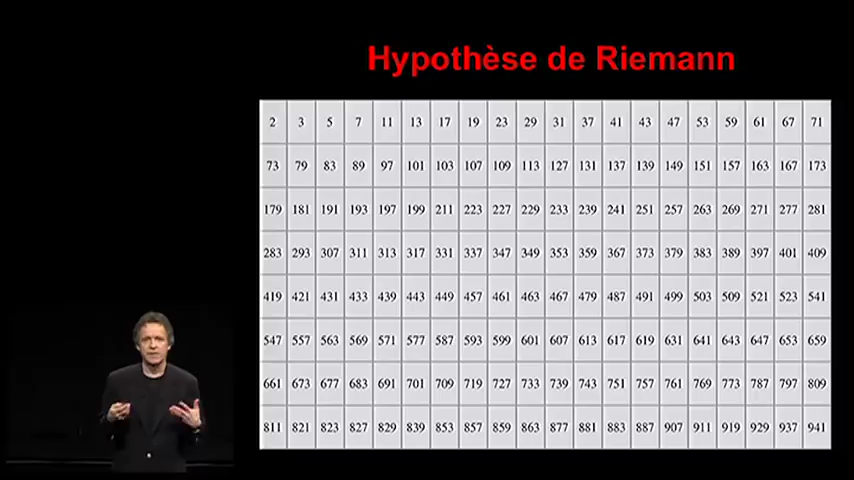 Hypothèse de Riemann
2 3 5 7 11 13 17 19 23 29 31 37 41 43 47 53 59 61 67 71
73 79 83 89 97 101 103 107 109 113 127 131 137 139 149 151 157 163 167 173
179 181 191 193 197 199 211 223 227 229 233 239 241 251 257 263 269 271 277 281
283 293 307 311 313 317 331 337 347 349 353 359 367 373 379 383 389 397 401 409
419 421 431 433 439 443 449 457 461 463 467 479 487 491 499 503 509 521 523 541
547 557 563 569 571 577 587 593 599 601 607 613 617 619 631 641 643 647 653 659
661 673 677 683 691 701 709 719 727 733 739 743 751 757 761 769 773 787 797 809
811 821 823 827 829 839 853 857 859 863 877 881 883 887 907 911 919 929 937 941